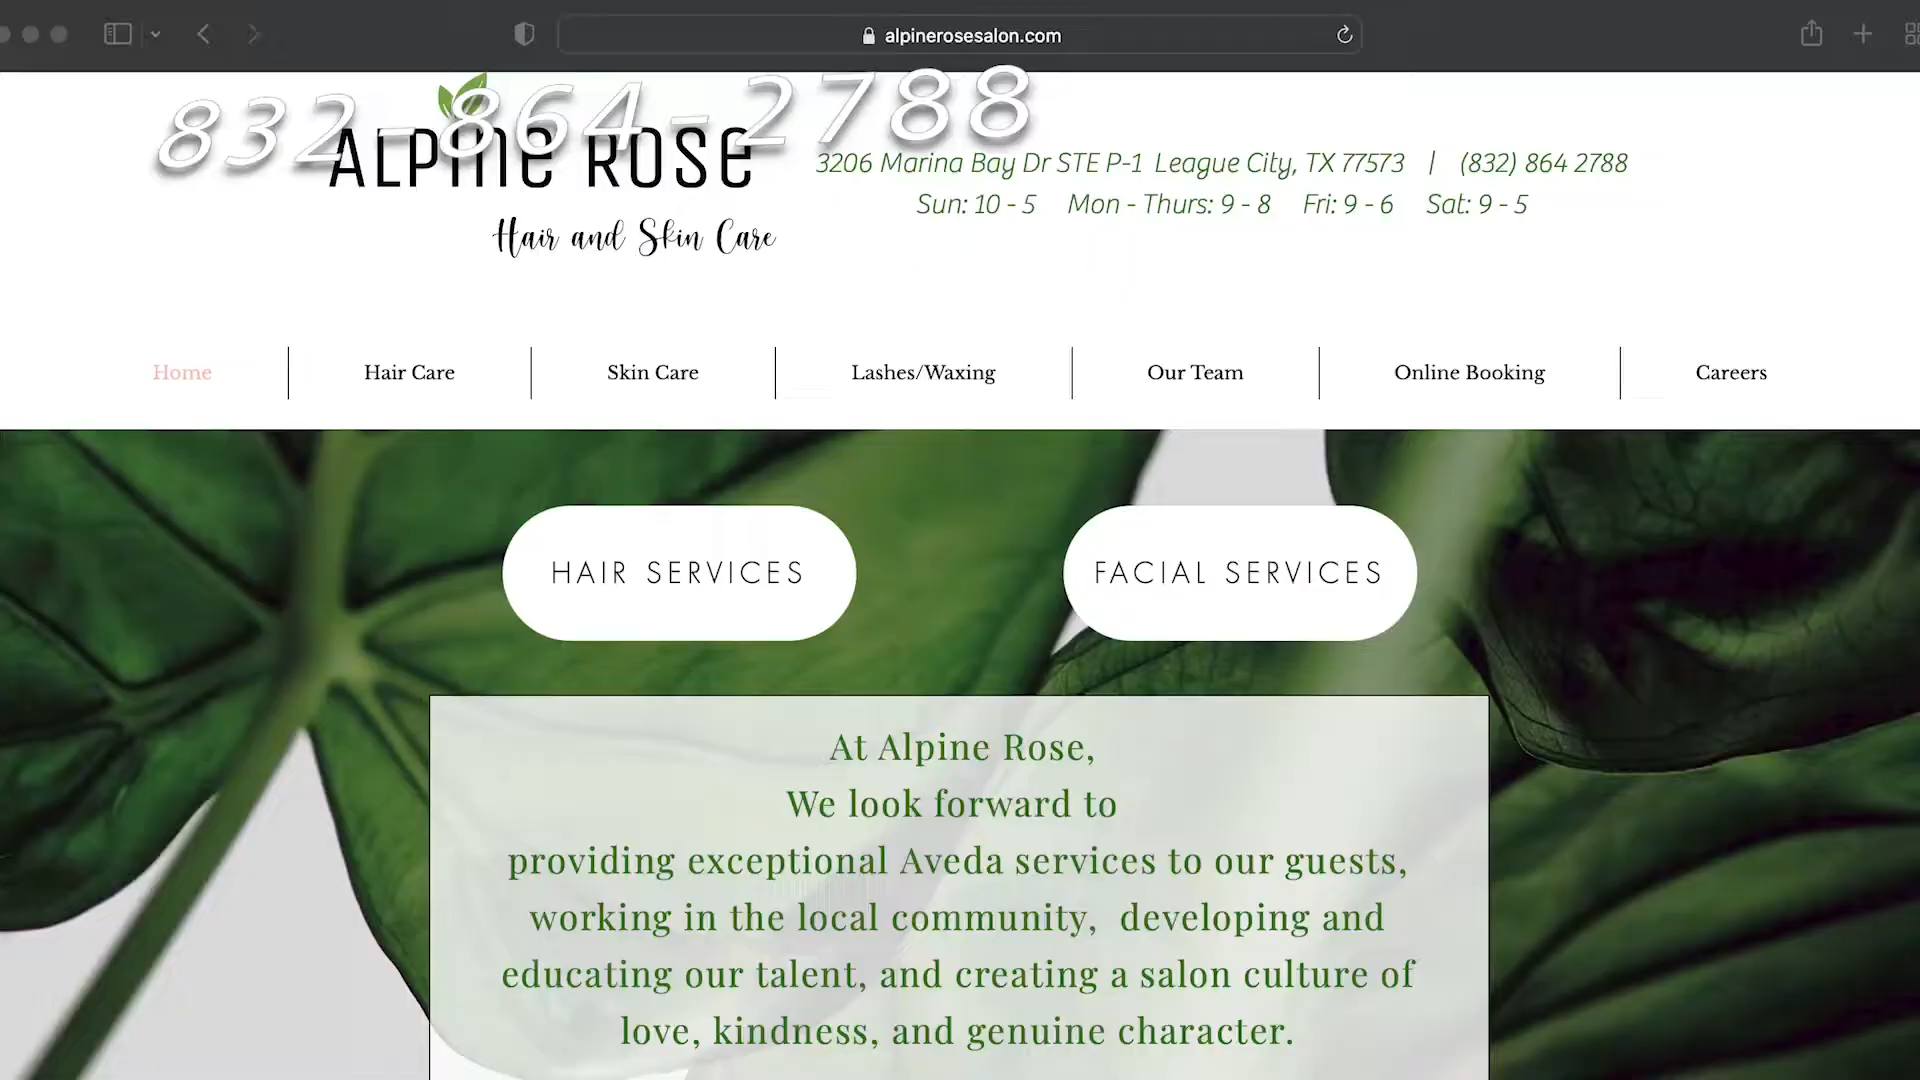 alpinerosesalon.com
832-864-2788
ALPINE ROSE
Hair and Skin Care
3206 Marina Bay Dr STE P-1 League City, TX 77573 | (832) 864 2788
Sun: 10 - 5 Mon - Thurs: 9 - 8 Fri: 9 - 6 Sat: 9 - 5
Home Hair Care Skin Care Lashes/Waxing Our Team Online Booking Careers
HAIR SERVICES FACIAL SERVICES
At Alpine Rose,
We look forward to
providing exceptional Aveda services to our guests,
working in the local community, developing and
educating our talent, and creating a salon culture of
love, kindness, and genuine character.